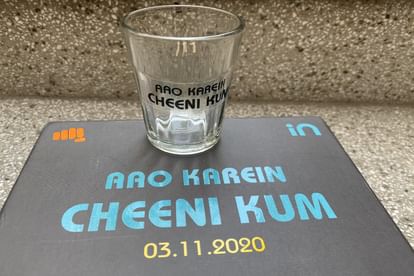 AAO KAREIN
CHEENI KUM
in
AAO KAREIN
CHEENI KUM
03.11.2020